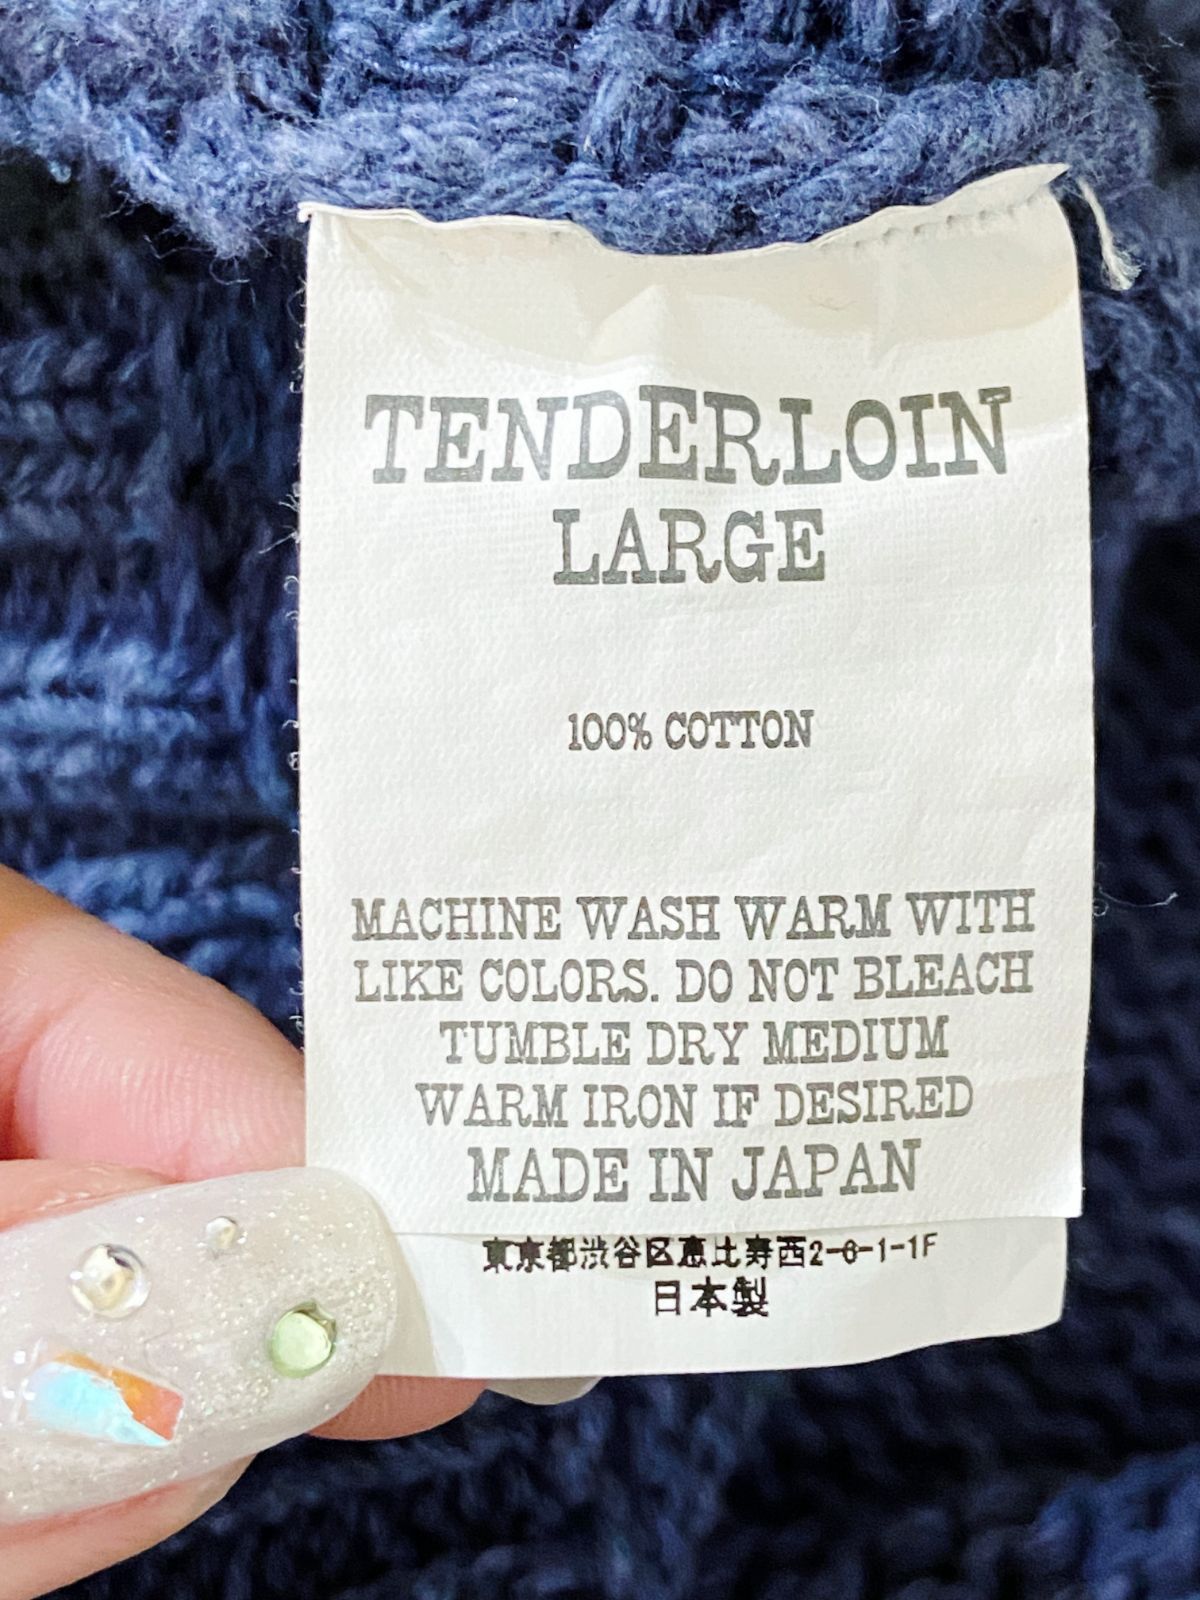 TENDERLOIN
LARGE
100% COTTON
MACHINE WASH WARM WITH
LIKE COLORS. DO NOT BLEACH
TUMBLE DRY MEDIUM
WARM IRON IF DESIRED
MADE IN JAPAN
東京都渋谷区恵比寿西2-8-1-1F
日本製